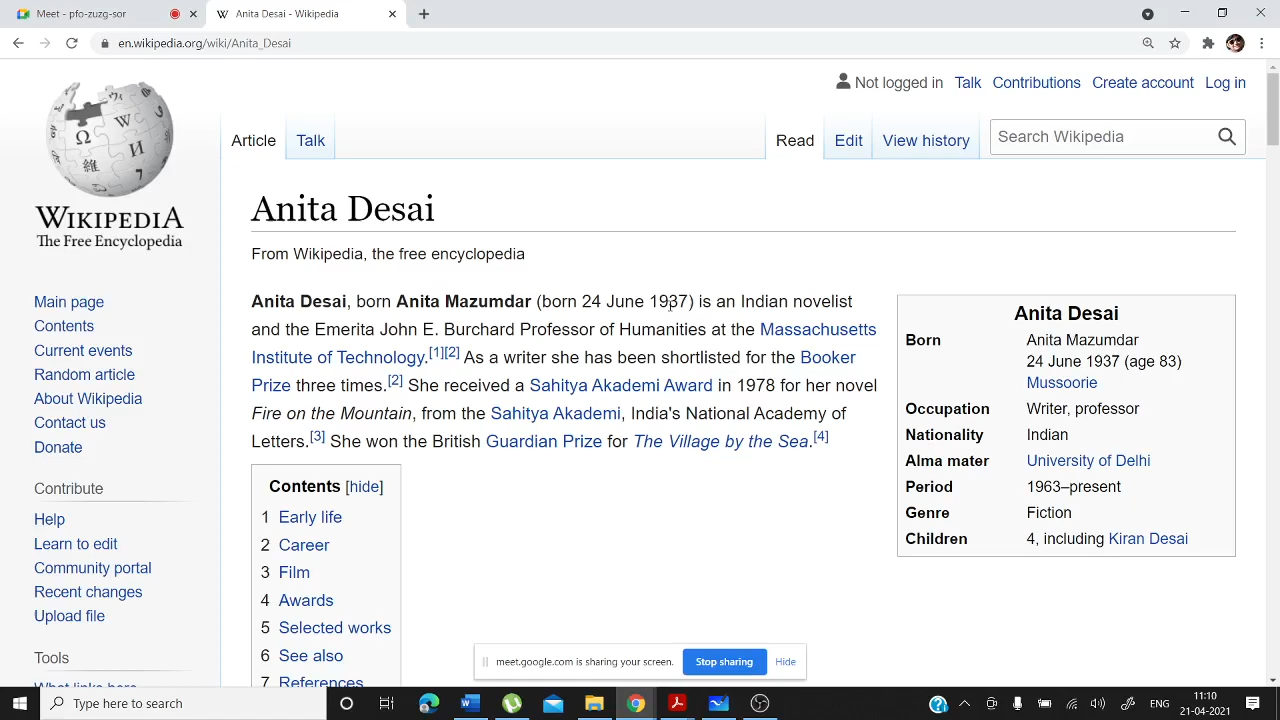 Meet - pfo-zuzg-sor
Anita Desai - Wikipedia
en.wikipedia.org/wiki/Anita_Desai
Not logged in Talk Contributions Create account Log in
Article Talk Read Edit View history Search Wikipedia
WIKIPEDIA
The Free Encyclopedia
Main page
Contents
Current events
Random article
About Wikipedia
Contact us
Donate
Contribute
Help
Learn to edit
Community portal
Recent changes
Upload file
Tools
Anita Desai
From Wikipedia, the free encyclopedia
Anita Desai, born Anita Mazumdar (born 24 June 1937) is an Indian novelist
and the Emerita John E. Burchard Professor of Humanities at the Massachusetts
Institute of Technology.[1][2] As a writer she has been shortlisted for the Booker
Prize three times.[2] She received a Sahitya Akademi Award in 1978 for her novel
Fire on the Mountain, from the Sahitya Akademi, India's National Academy of
Letters.[3] She won the British Guardian Prize for The Village by the Sea.[4]
Contents [hide]
1 Early life
2 Career
3 Film
4 Awards
5 Selected works
6 See also
7 References
Anita Desai
Born Anita Mazumdar
24 June 1937 (age 83)
Mussoorie
Occupation Writer, professor
Nationality Indian
Alma mater University of Delhi
Period 1963–present
Genre Fiction
Children 4, including Kiran Desai
meet.google.com is sharing your screen. Stop sharing Hide
Type here to search
ENG
11:10
21-04-2021